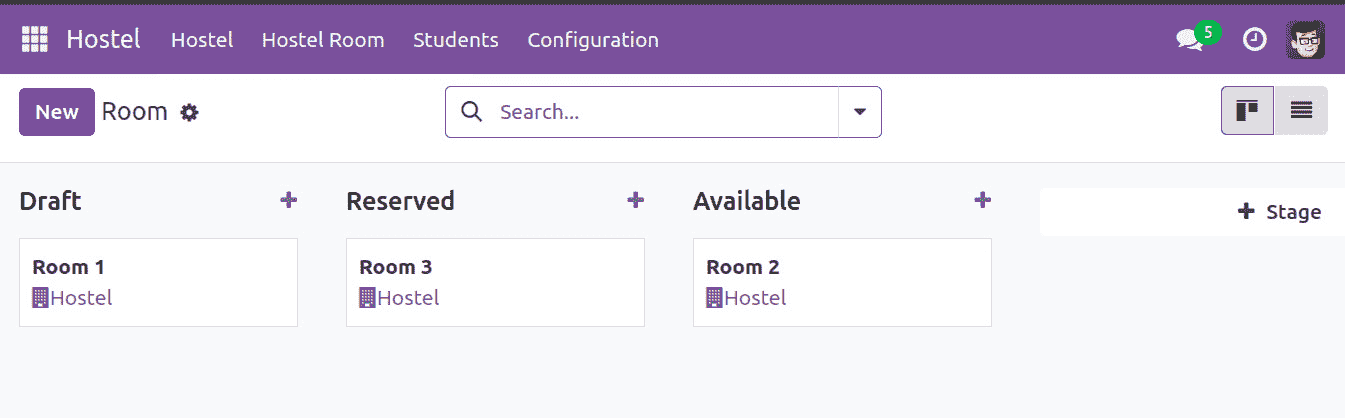 Hostel Hostel Hostel Room Students Configuration 5
New Room Search...
Draft Reserved Available Stage
Room 1 Room 3 Room 2
Hostel Hostel Hostel